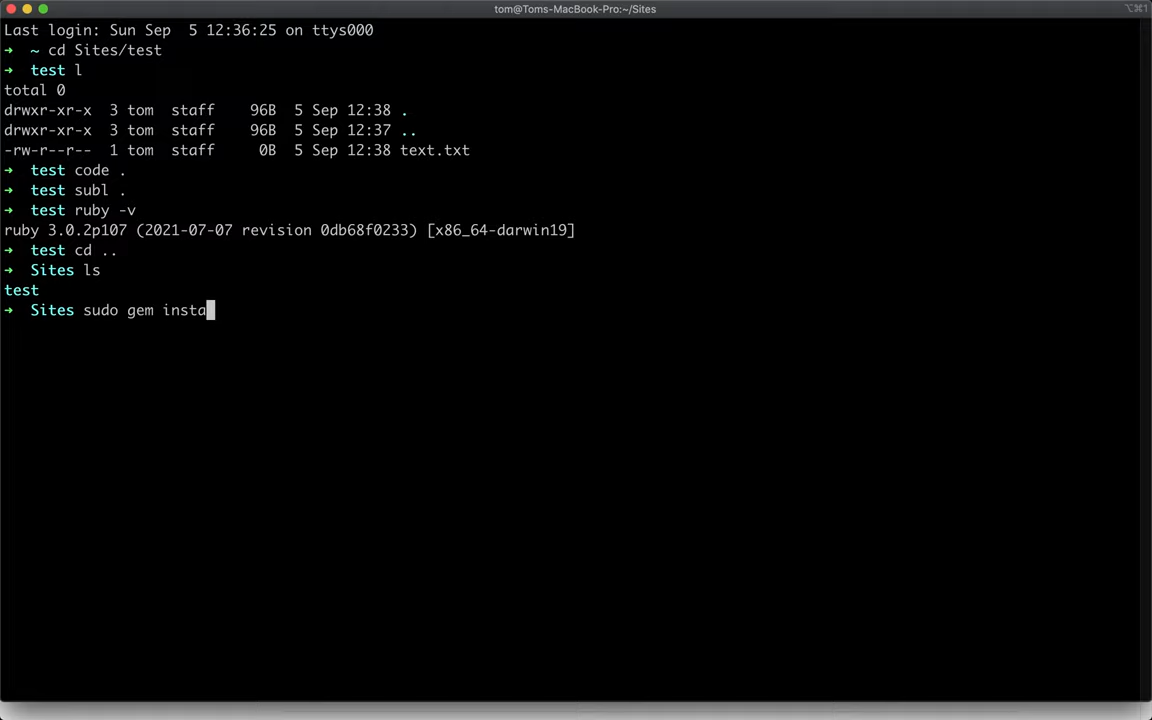 tom@Toms-MacBook-Pro:~/Sites
⌥⌘1
Last login: Sun Sep  5 12:36:25 on ttys000
➜  ~ cd Sites/test
➜  test l
total 0
drwxr-xr-x  3 tom  staff    96B  5 Sep 12:38 .
drwxr-xr-x  3 tom  staff    96B  5 Sep 12:37 ..
-rw-r--r--  1 tom  staff     0B  5 Sep 12:38 text.txt
➜  test code .
➜  test subl .
➜  test ruby -v
ruby 3.0.2p107 (2021-07-07 revision 0db68f0233) [x86_64-darwin19]
➜  test cd ..
➜  Sites ls
test
➜  Sites sudo gem insta